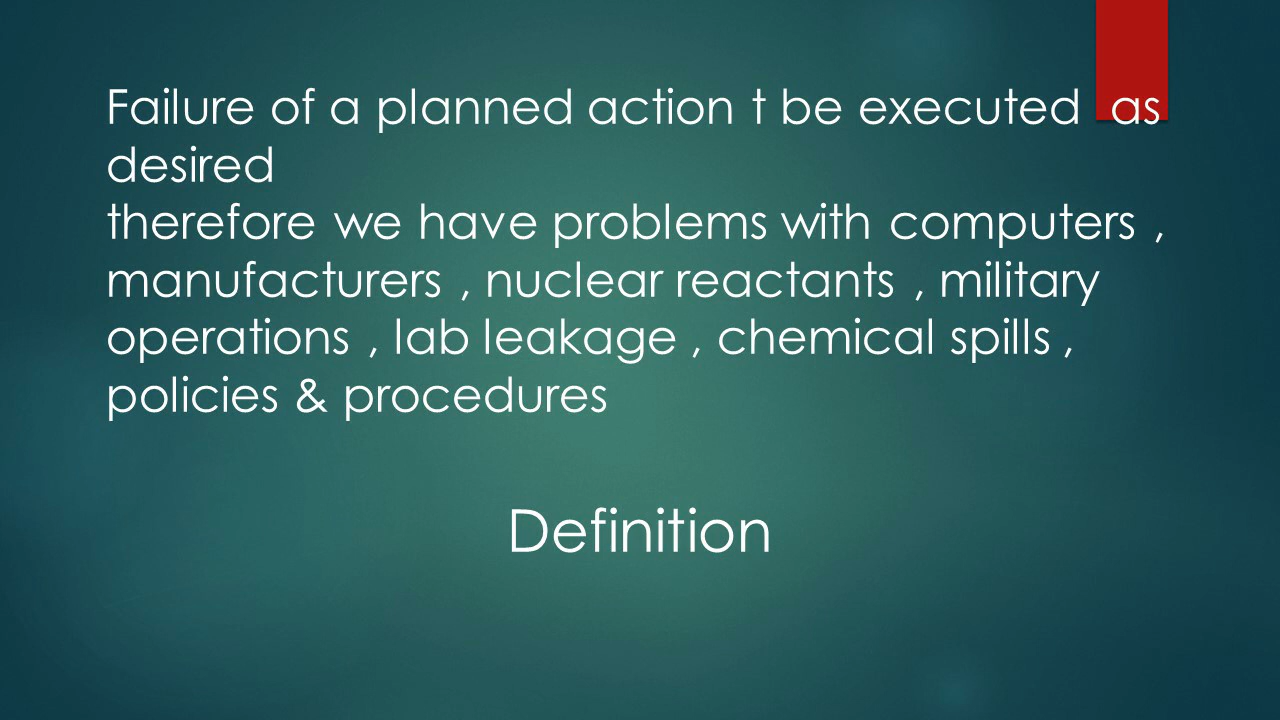 Failure of a planned action t be executed  as
desired
therefore we have problems with computers ,
manufacturers , nuclear reactants , military
operations , lab leakage , chemical spills ,
policies & procedures
Definition